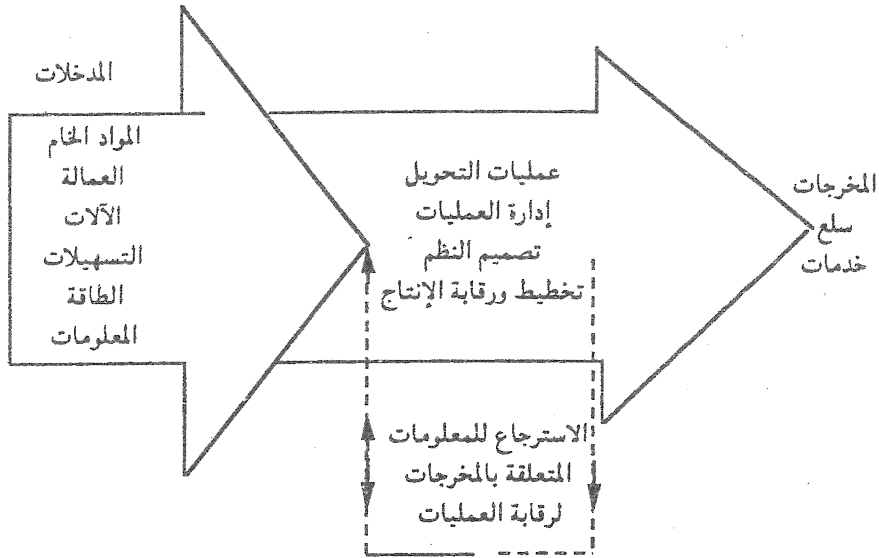 المدخلات
المواد الخام
العمالة
الآلات
التسهيلات
الطاقة
المعلومات
عمليات التحويل
إدارة العمليات
تصميم النظم
تخطيط ورقابة الإنتاج
المخرجات
سلع
خدمات
الاسترجاع للمعلومات
المتعلقة بالمخرجات
لرقابة العمليات